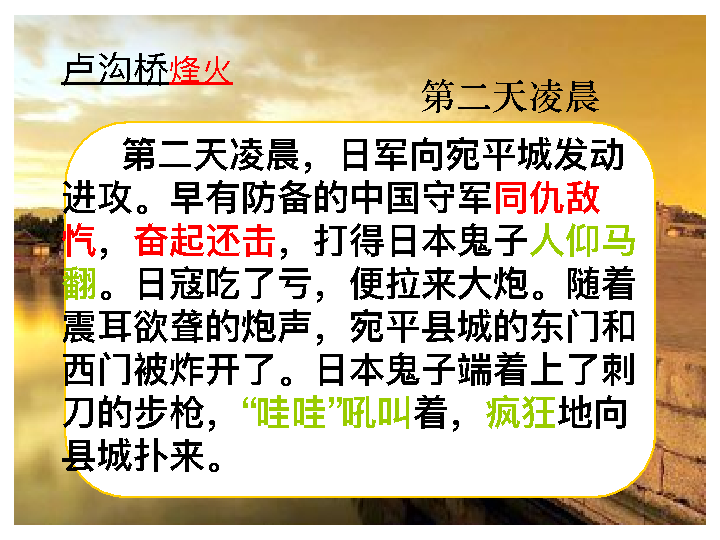 卢沟桥烽火
第二天凌晨
第二天凌晨，日军向宛平城发动
进攻。早有防备的中国守军同仇敌
忾，奋起还击，打得日本鬼子人仰马
翻。日寇吃了亏，便拉来大炮。随着
震耳欲聋的炮声，宛平县城的东门和
西门被炸开了。日本鬼子端着上了刺
刀的步枪，“哇哇”吼叫着，疯狂地向
县城扑来。